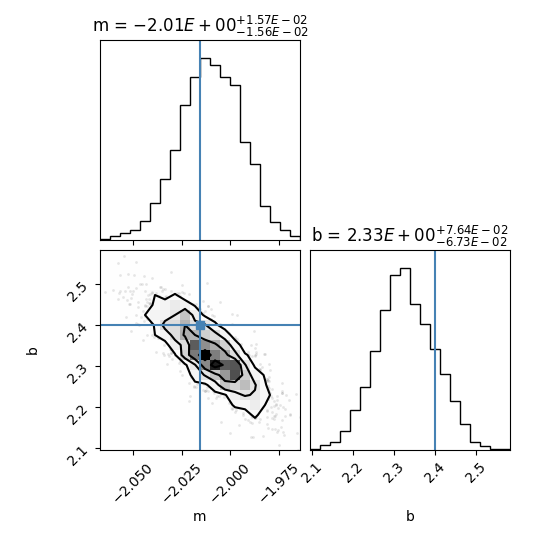 m = −2.01E + 00 +1.57E − 02 −1.56E − 02
b = 2.33E + 00 +7.64E − 02 −6.73E − 02
b
2.5
2.4
2.3
2.2
2.1
−2.050 −2.025 −2.000 −1.975
m
2.1 2.2 2.3 2.4 2.5
b